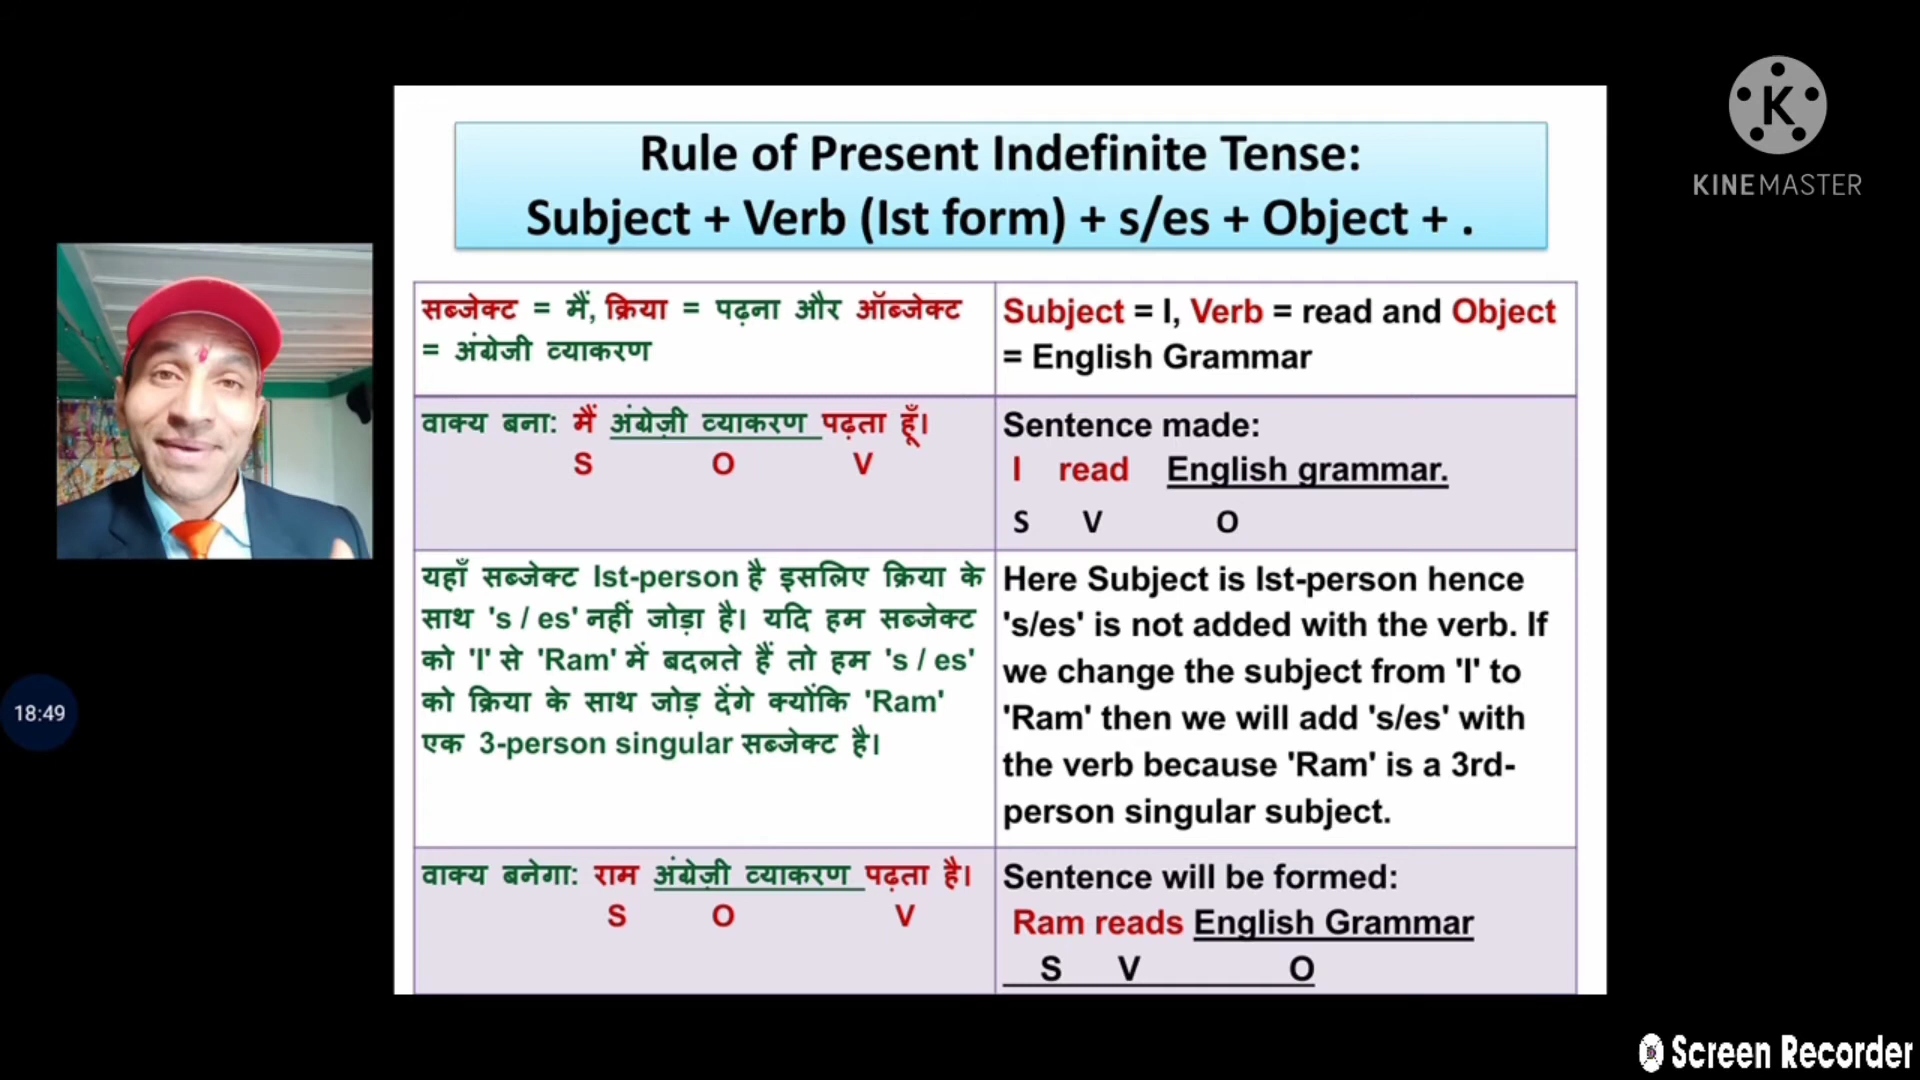 Rule of Present Indefinite Tense:
Subject + Verb (Ist form) + s/es + Object + .
सब्जेक्ट = मैं, क्रिया = पढ़ना और ऑब्जेक्ट
= अंग्रेजी व्याकरण
Subject = I, Verb = read and Object
= English Grammar
वाक्य बना: मैं अंग्रेज़ी व्याकरण पढ़ता हूँ।
S O V
Sentence made:
I read English grammar.
S V O
यहाँ सब्जेक्ट Ist-person है इसलिए क्रिया के
साथ 's / es' नहीं जोड़ा है। यदि हम सब्जेक्ट
को 'I' से 'Ram' में बदलते हैं तो हम 's / es'
को क्रिया के साथ जोड़ देंगे क्योंकि 'Ram'
एक 3-person singular सब्जेक्ट है।
Here Subject is Ist-person hence
's/es' is not added with the verb. If
we change the subject from 'I' to
'Ram' then we will add 's/es' with
the verb because 'Ram' is a 3rd-
person singular subject.
वाक्य बनेगा: राम अंग्रेज़ी व्याकरण पढ़ता है।
S O V
Sentence will be formed:
Ram reads English Grammar
S V O
18:49
K
KINEMASTER
Screen Recorder